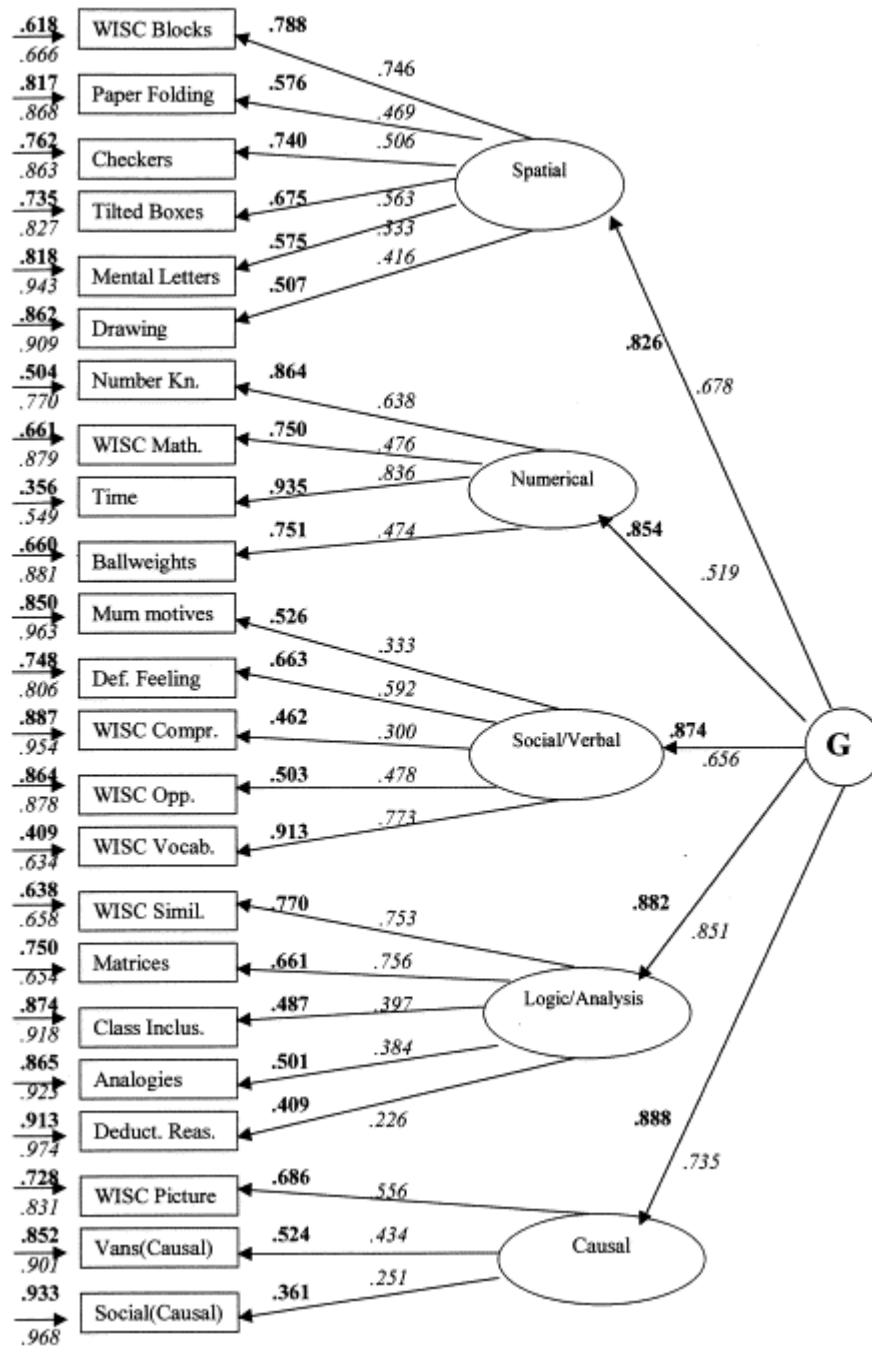 .618 WISC Blocks .788
.666 .746
.817 Paper Folding .576
.868 .469
.762 Checkers .740 .506
.863 Spatial
.735 Tilted Boxes .675 .563
.827 .333
.818 Mental Letters .575 .416
.943
.862 Drawing .507
.909 .826
.504 Number Kn. .864 .678
.770 .638
.661 WISC Math. .750
.879 .476
.356 Time .935 .836 Numerical
.549
.660 Ballweights .751 .474 .854
.881 .519
.850 Mum motives .526
.963 .333
.748 Def. Feeling .663
.806 .592
.887 WISC Compr. .462 Social/Verbal .874 G
.954 .300 .656
.864 WISC Opp. .503 .478
.878
.409 WISC Vocab. .913 .773
.634
.638 WISC Simil. .770 .882
.658 .753 .851
.750 Matrices .661 .756
.654
.874 Class Inclus. .487 .397 Logic/Analysis
.918
.865 Analogies .501 .384
.925
.913 Deduct. Reas. .409 .888
.974 .226 .735
.728 WISC Picture .686
.831 .556
.852 Vans(Causal) .524 .434 Causal
.901
.933 Social(Causal) .361 .251
.968